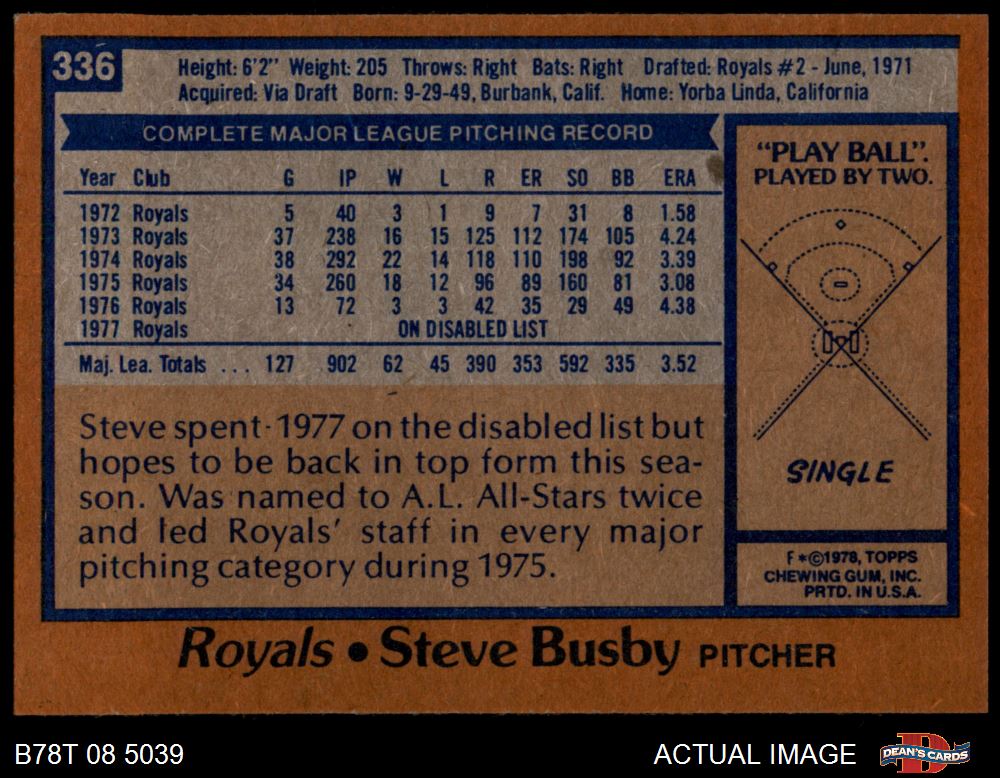 336
Height: 6'2" Weight: 205 Throws: Right Bats: Right Drafted: Royals #2 - June, 1971
Acquired: Via Draft Born: 9-29-49, Burbank, Calif. Home: Yorba Linda, California
COMPLETE MAJOR LEAGUE PITCHING RECORD
Year Club G IP W L R ER SO BB ERA
1972 Royals 5 40 3 1 9 7 31 8 1.58
1973 Royals 37 238 16 15 125 112 174 105 4.24
1974 Royals 38 292 22 14 118 110 198 92 3.39
1975 Royals 34 260 18 12 96 89 160 81 3.08
1976 Royals 13 72 3 3 42 35 29 49 4.38
1977 Royals ON DISABLED LIST
Maj. Lea. Totals ... 127 902 62 45 390 353 592 335 3.52
Steve spent 1977 on the disabled list but
hopes to be back in top form this sea-
son. Was named to A.L. All-Stars twice
and led Royals' staff in every major
pitching category during 1975.
"PLAY BALL".
PLAYED BY TWO.
SINGLE
F*©1978, TOPPS
CHEWING GUM, INC.
PRTD. IN U.S.A.
Royals • Steve Busby PITCHER
B78T 08 5039
ACTUAL IMAGE
D
DEAN'S CARDS